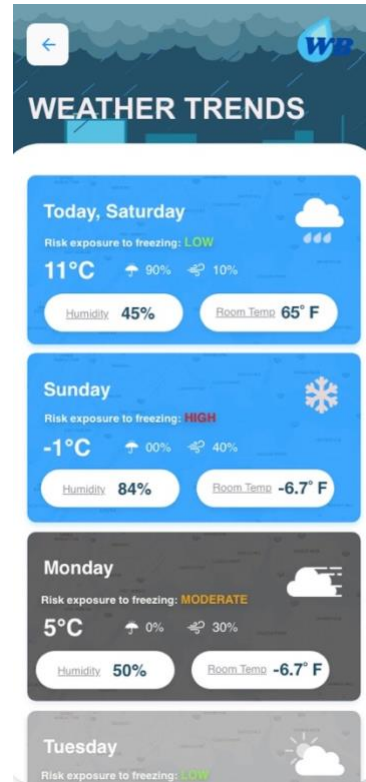 WB
WEATHER TRENDS
Today, Saturday
Risk exposure to freezing: LOW
11°C 90% 10%
Humidity 45% Room Temp 65° F
Sunday
Risk exposure to freezing: HIGH
-1°C 00% 40%
Humidity 84% Room Temp -6.7° F
Monday
Risk exposure to freezing: MODERATE
5°C 0% 30%
Humidity 50% Room Temp -6.7° F
Tuesday
Risk exposure to freezing: LOW